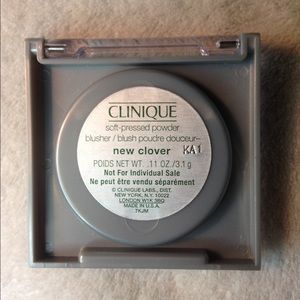 CLINIQUE
soft-pressed powder
blusher / blush poudre douceur
new clover KA1
POIDS NET WT. .11 OZ./3.1 g
Not For Individual Sale
Ne peut être vendu séparément
© CLINIQUE LABS., DIST.
NEW YORK, N.Y. 10022
LONDON W1K 3BQ
MADE IN U.S.A.
7KJM